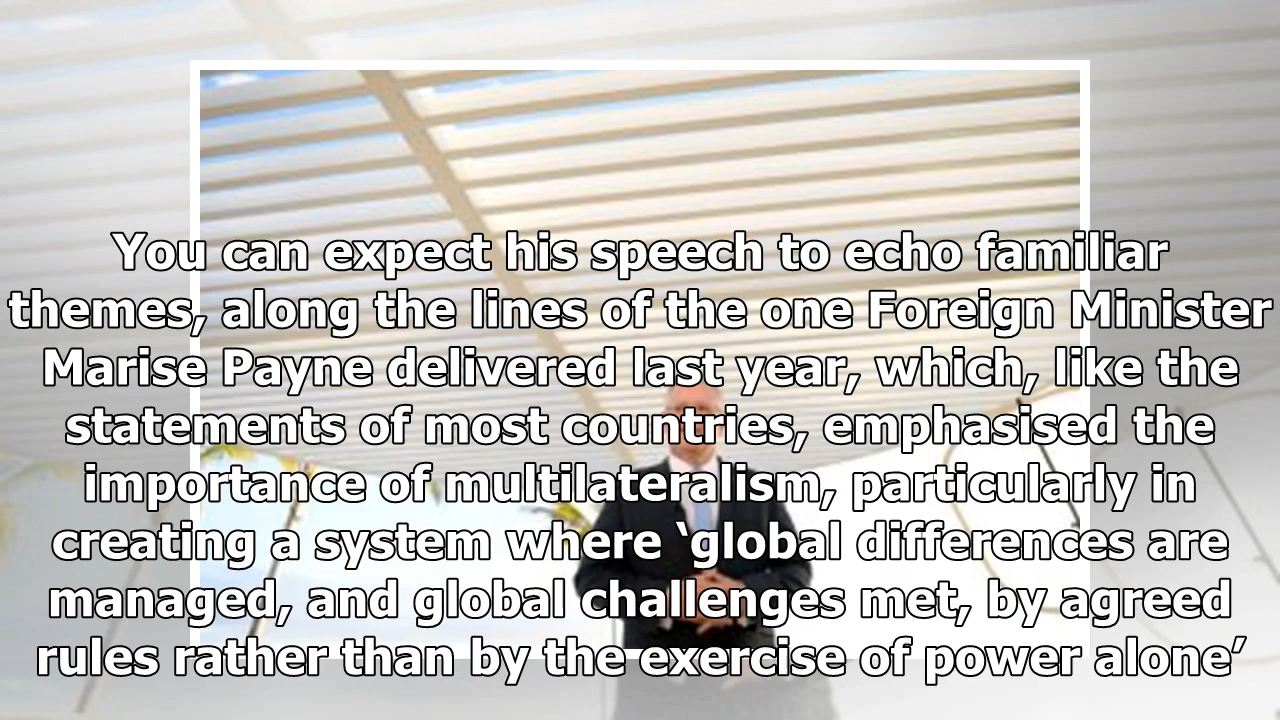 You can expect his speech to echo familiar
themes, along the lines of the one Foreign Minister
Marise Payne delivered last year, which, like the
statements of most countries, emphasised the
importance of multilateralism, particularly in
creating a system where ‘global differences are
managed, and global challenges met, by agreed
rules rather than by the exercise of power alone’